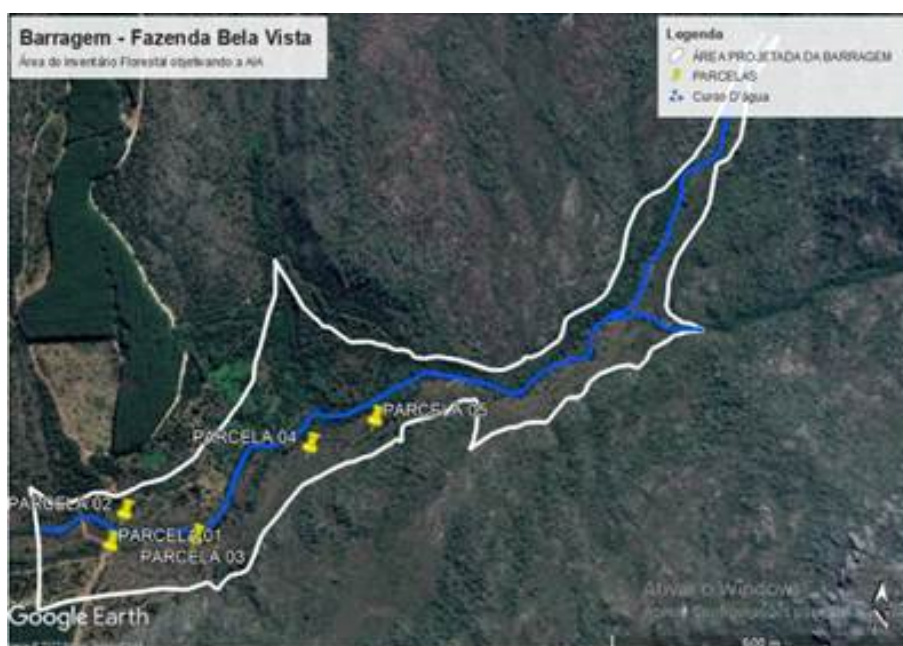 Barragem - Fazenda Bela Vista
Área do Inventário Florestal objetivando a AIA
Legenda
ÁREA PROJETADA DA BARRAGEM
PARCELAS
Curso D'água
PARCELA 05
PARCELA 04
PARCELA 02
PARCELA 01
PARCELA 03
Ativar o Windows
Google Earth
500 m